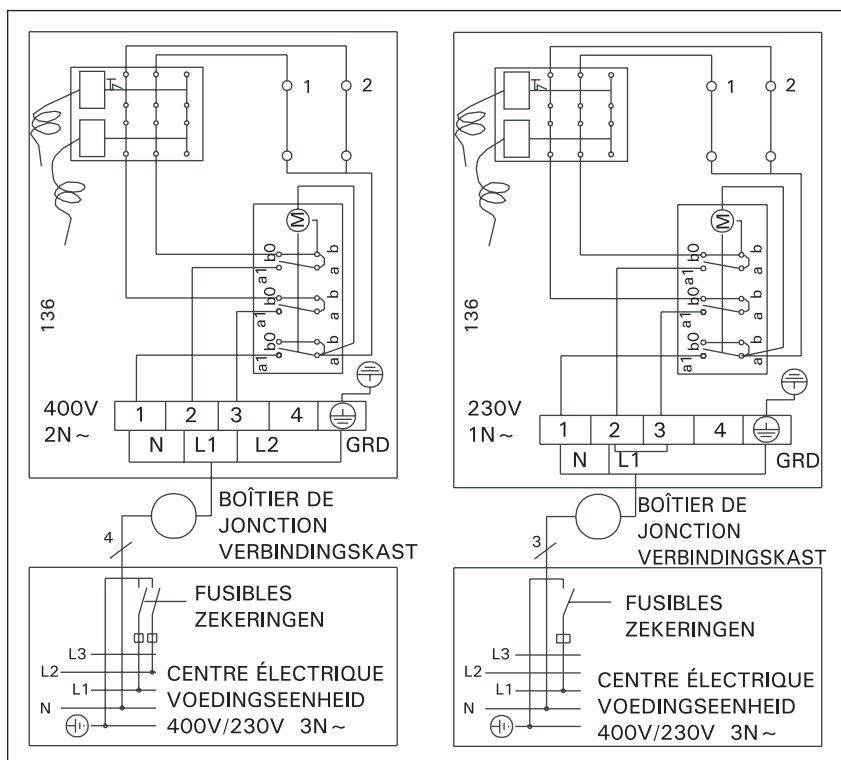 1
2
M
b0
b
a1
a
b0
b
a1
a
b0
b
a1
a
136
400V
2N~
1 2 3 4
N L1 L2 GRD
BOÎTIER DE
JONCTION
VERBINDINGSKAST
4
FUSIBLES
ZEKERINGEN
L3
L2
L1
N
CENTRE ÉLECTRIQUE
VOEDINGSEENHEID
400V/230V 3N~
1
2
M
b0
b
a1
a
b0
b
a1
a
b0
b
a1
a
136
230V
1N~
1 2 3 4
N L1 GRD
BOÎTIER DE
JONCTION
VERBINDINGSKAST
3
FUSIBLES
ZEKERINGEN
L3
L2
L1
N
CENTRE ÉLECTRIQUE
VOEDINGSEENHEID
400V/230V 3N~